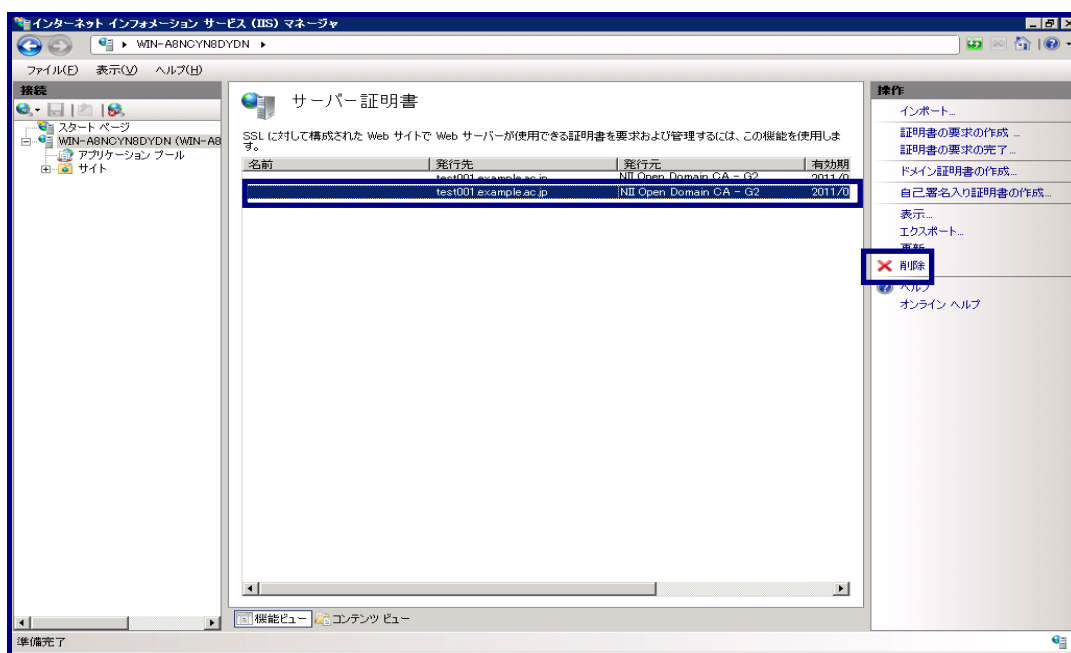 インターネット インフォメーション サービス (IIS) マネージャ
WIN-A8NCYN8DYDN
ファイル(F) 表示(V) ヘルプ(H)
接続
スタート ページ
WIN-A8NCYN8DYDN (WIN-A8
アプリケーション プール
サイト
サーバー証明書
SSL に対して構成された Web サイトで Web サーバーが使用できる証明書を要求および管理するには、この機能を使用しま
す。
名前 発行先 発行元 有効期
test001.example.ac.jp NII Open Domain CA - G2 2011/0
test001.example.ac.jp NII Open Domain CA - G2 2011/0
機能ビュー コンテンツ ビュー
操作
インポート...
証明書の要求の作成 ...
証明書の要求の完了...
ドメイン証明書の作成...
自己署名入り証明書の作成...
表示...
エクスポート...
更新...
削除
ヘルプ
オンライン ヘルプ
準備完了